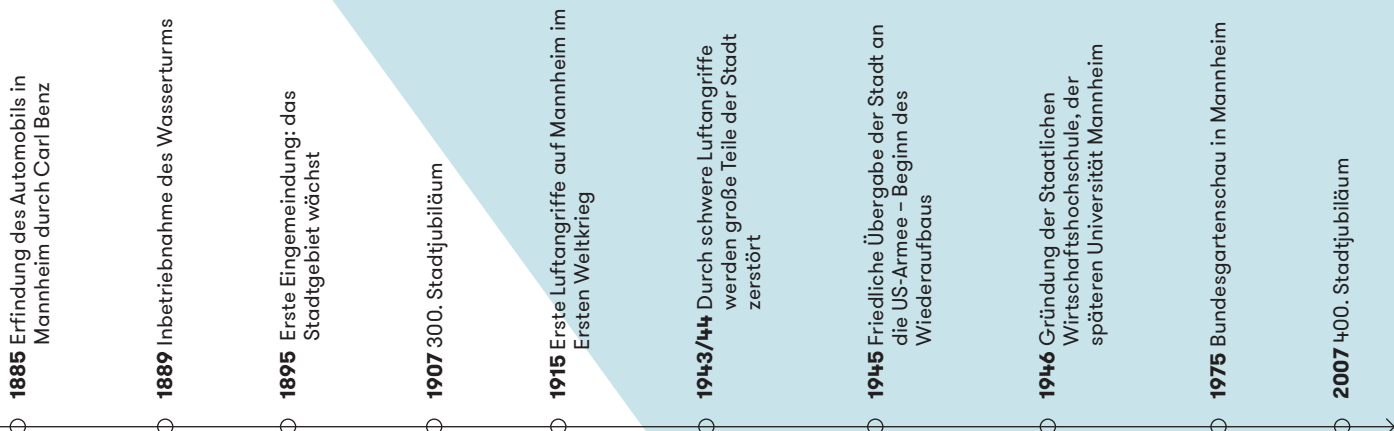 1885 Erfindung des Automobils in
Mannheim durch Carl Benz
1889 Inbetriebnahme des Wasserturms
1895 Erste Eingemeindung: das
Stadtgebiet wächst
1907 300. Stadtjubiläum
1915 Erste Luftangriffe auf Mannheim im
Ersten Weltkrieg
1943/44 Durch schwere Luftangriffe
werden große Teile der Stadt
zerstört
1945 Friedliche Übergabe der Stadt an
die US-Armee – Beginn des
Wiederaufbaus
1946 Gründung der Staatlichen
Wirtschaftshochschule, der
späteren Universität Mannheim
1975 Bundesgartenschau in Mannheim
2007 400. Stadtjubiläum